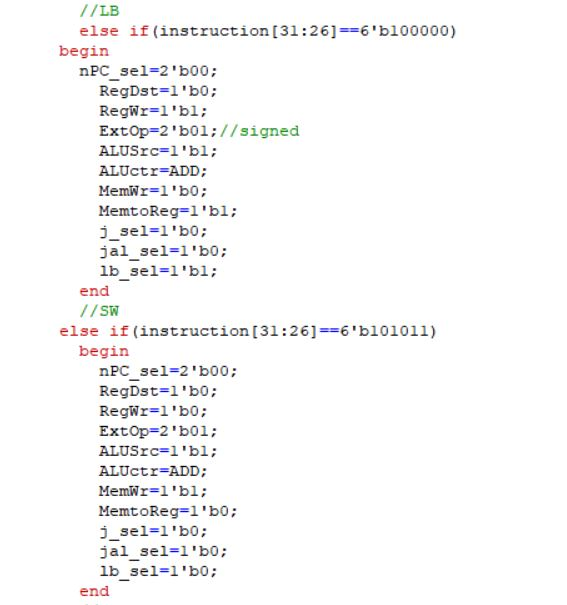 //LB
else if(instruction[31:26]==6'b100000)
begin
nPC_sel=2'b00;
RegDst=1'b0;
RegWr=1'b1;
ExtOp=2'b01;//signed
ALUSrc=1'b1;
ALUctr=ADD;
MemWr=1'b0;
MemtoReg=1'b1;
j_sel=1'b0;
jal_sel=1'b0;
lb_sel=1'b1;
end
//SW
else if(instruction[31:26]==6'b101011)
begin
nPC_sel=2'b00;
RegDst=1'b0;
RegWr=1'b0;
ExtOp=2'b01;
ALUSrc=1'b1;
ALUctr=ADD;
MemWr=1'b1;
MemtoReg=1'b0;
j_sel=1'b0;
jal_sel=1'b0;
lb_sel=1'b0;
end